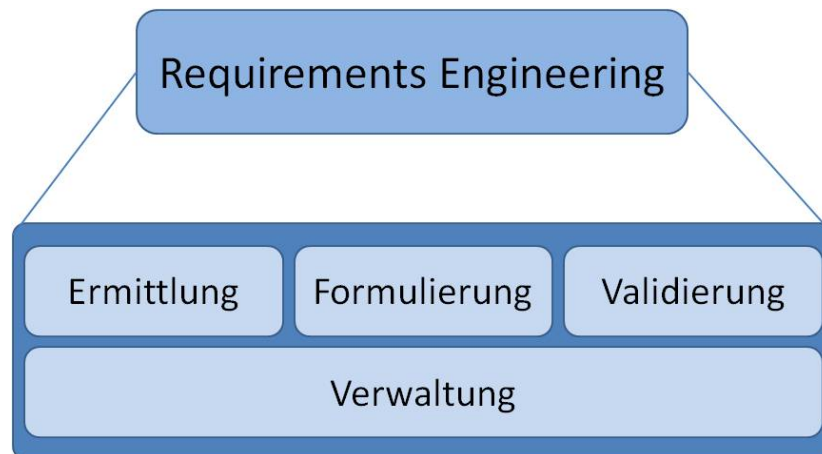 Requirements Engineering
Ermittlung
Formulierung
Validierung
Verwaltung